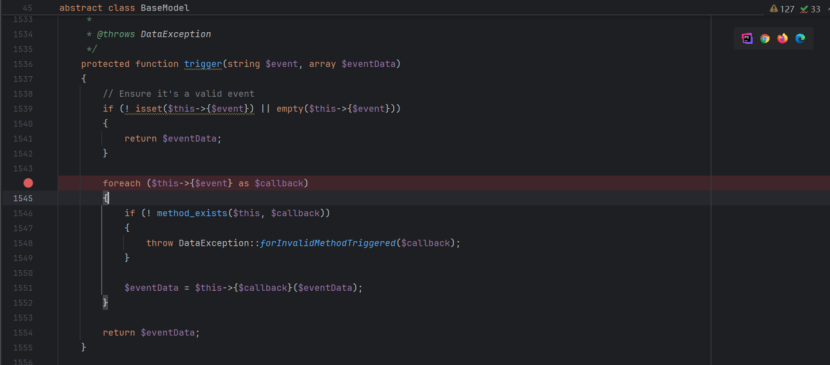 45 abstract class BaseModel 127 33
1533 *
1534 * @throws DataException
1535 */
1536 protected function trigger(string $event, array $eventData)
1537 {
1538 // Ensure it's a valid event
1539 if (! isset($this->{$event}) || empty($this->{$event}))
1540 {
1541 return $eventData;
1542 }
1543
foreach ($this->{$event} as $callback)
1545 {
1546 if (! method_exists($this, $callback))
1547 {
1548 throw DataException::forInvalidMethodTriggered($callback);
1549 }
1550
1551 $eventData = $this->{$callback}($eventData);
1552 }
1553
1554 return $eventData;
1555 }
1556